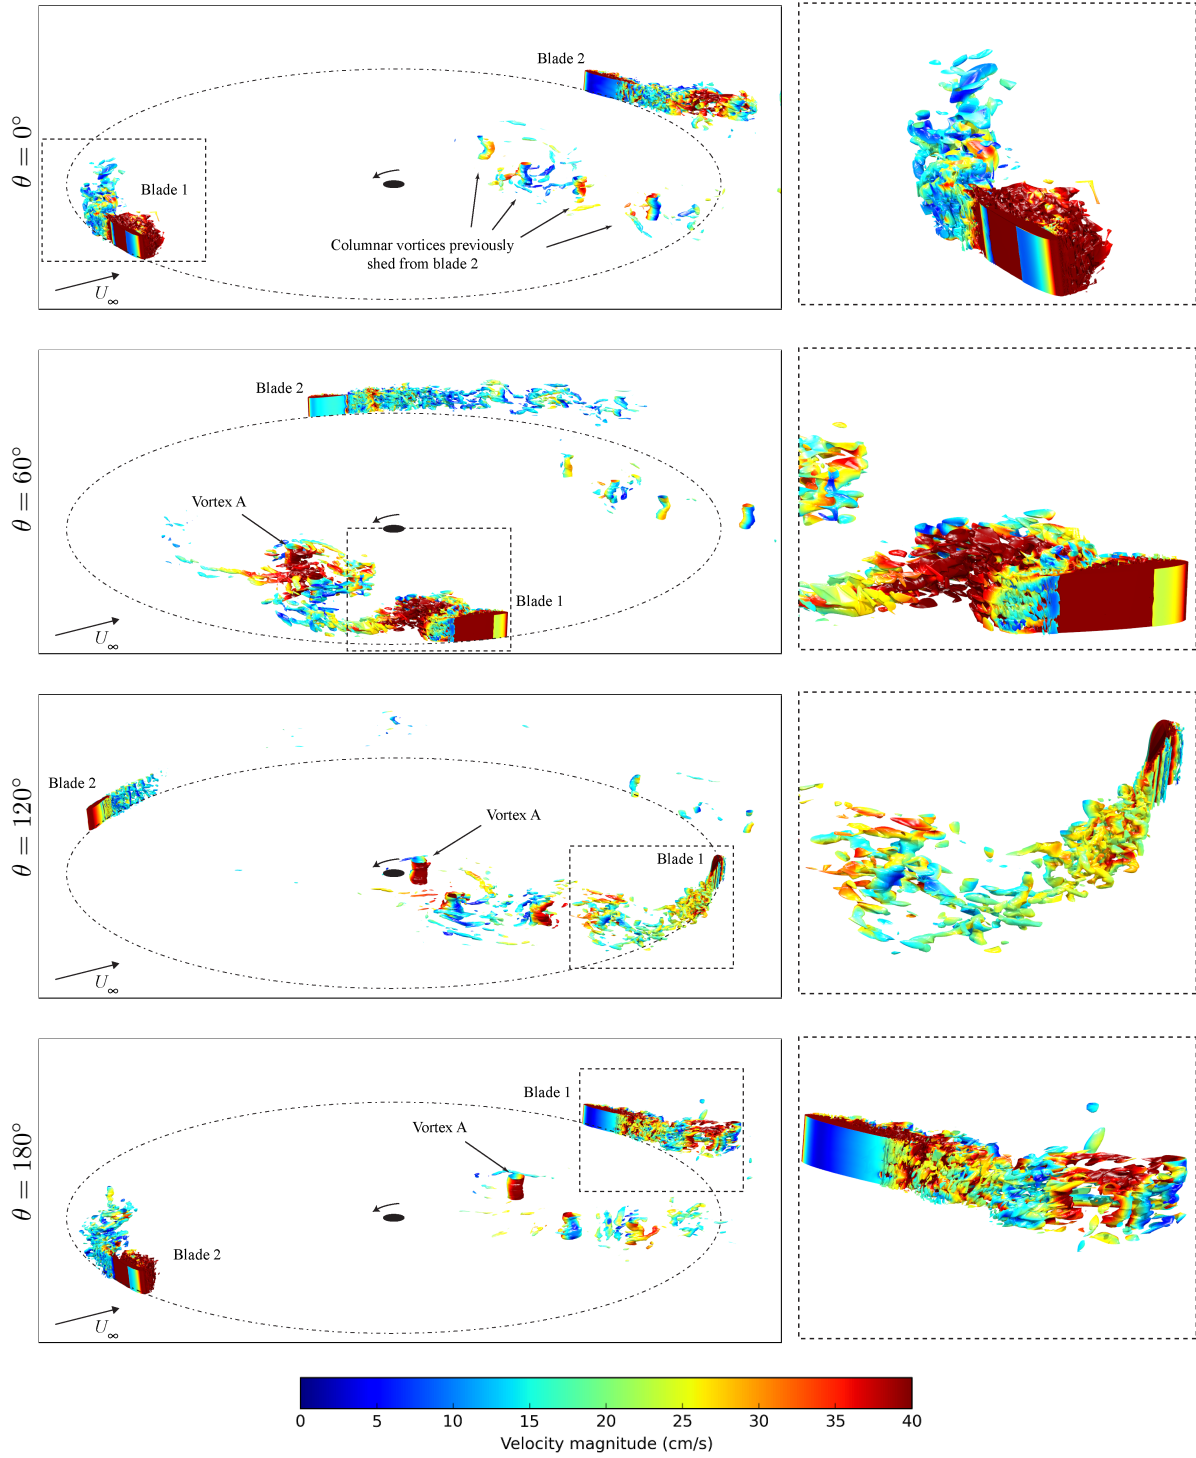 θ = 0°
Blade 2
Blade 1
Columnar vortices previously
shed from blade 2
U∞
θ = 60°
Blade 2
Vortex A
Blade 1
U∞
θ = 120°
Blade 2
Vortex A
Blade 1
U∞
θ = 180°
Blade 1
Vortex A
Blade 2
U∞
0 5 10 15 20 25 30 35 40
Velocity magnitude (cm/s)